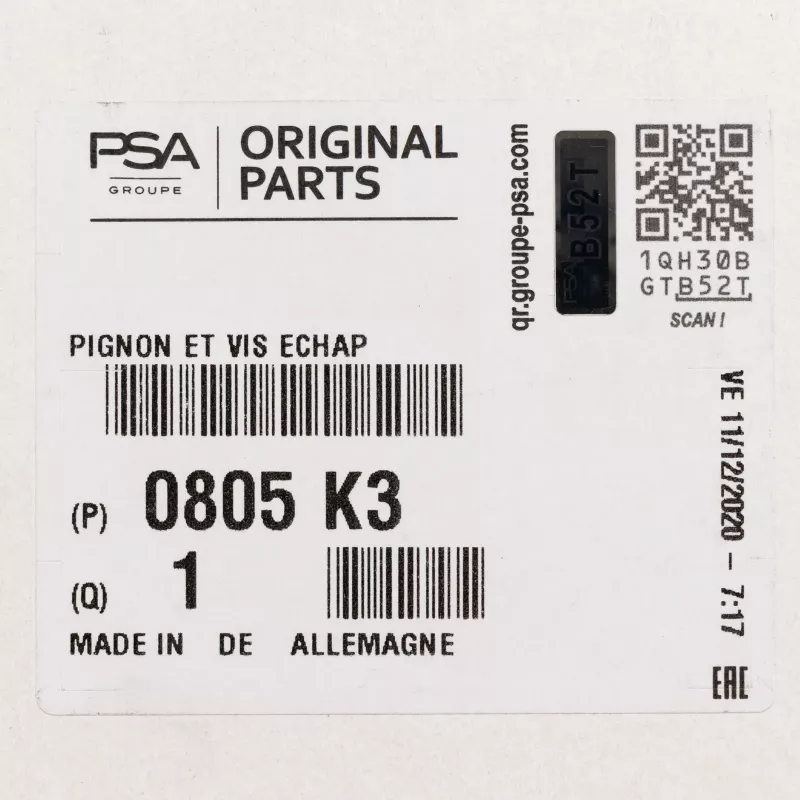 PSA
GROUPE
ORIGINAL
PARTS
qr.groupe-psa.com
PSA B52T
1QH30B
GTB52T
SCAN !
PIGNON ET VIS ECHAP
(P) 0805 K3
(Q) 1
MADE IN DE ALLEMAGNE
VE 11/12/2020 - 7:17
EAC